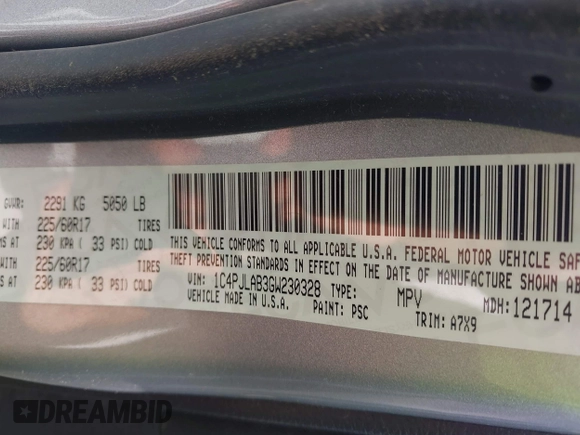 GVWR: 2291 KG 5050 LB
WITH 225/60R17 TIRES
MS AT 230 KPA ( 33 PSI) COLD
WITH 225/60R17 TIRES
MS AT 230 KPA ( 33 PSI) COLD
THIS VEHICLE CONFORMS TO ALL APPLICABLE U.S.A. FEDERAL MOTOR VEHICLE SAF
THEFT PREVENTION STANDARDS IN EFFECT ON THE DATE OF MANUFACTURE SHOWN AB
VIN: 1C4PJLAB3GW230328 TYPE: MPV MDH:121714
VEHICLE MADE IN U.S.A. PAINT: PSC TRIM: A7X9
DREAMBID